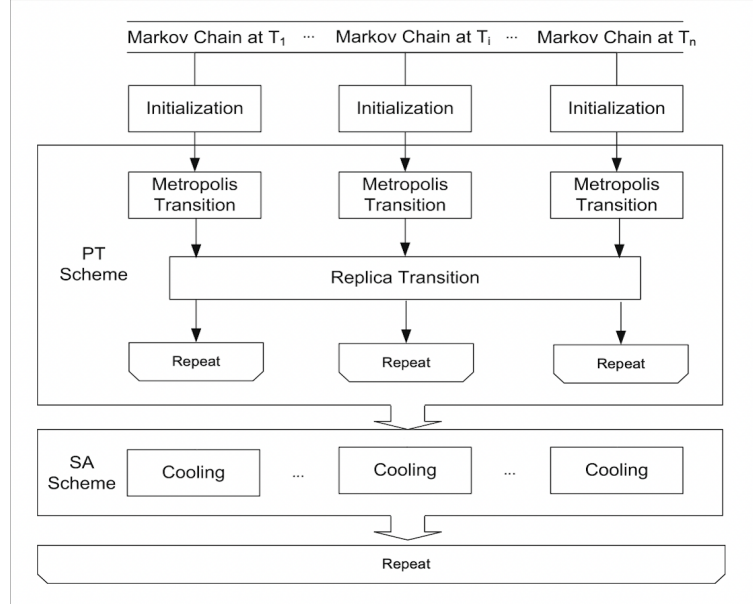 Markov Chain at T1 ... Markov Chain at Ti ... Markov Chain at Tn
Initialization Initialization Initialization
Metropolis Transition Metropolis Transition Metropolis Transition
PT Scheme
Replica Transition
Repeat Repeat Repeat
SA Scheme
Cooling ... Cooling ... Cooling
Repeat